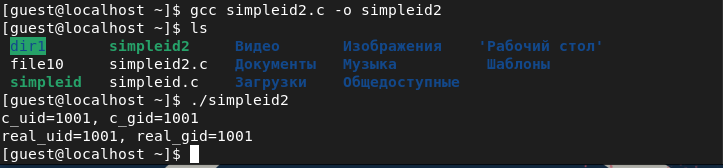 [guest@localhost ~]$ gcc simpleid2.c -o simpleid2
[guest@localhost ~]$ ls
dir1 simpleid2 Видео Изображения 'Рабочий стол'
file10 simpleid2.c Документы Музыка Шаблоны
simpleid simpleid.c Загрузки Общедоступные
[guest@localhost ~]$ ./simpleid2
c_uid=1001, c_gid=1001
real_uid=1001, real_gid=1001
[guest@localhost ~]$